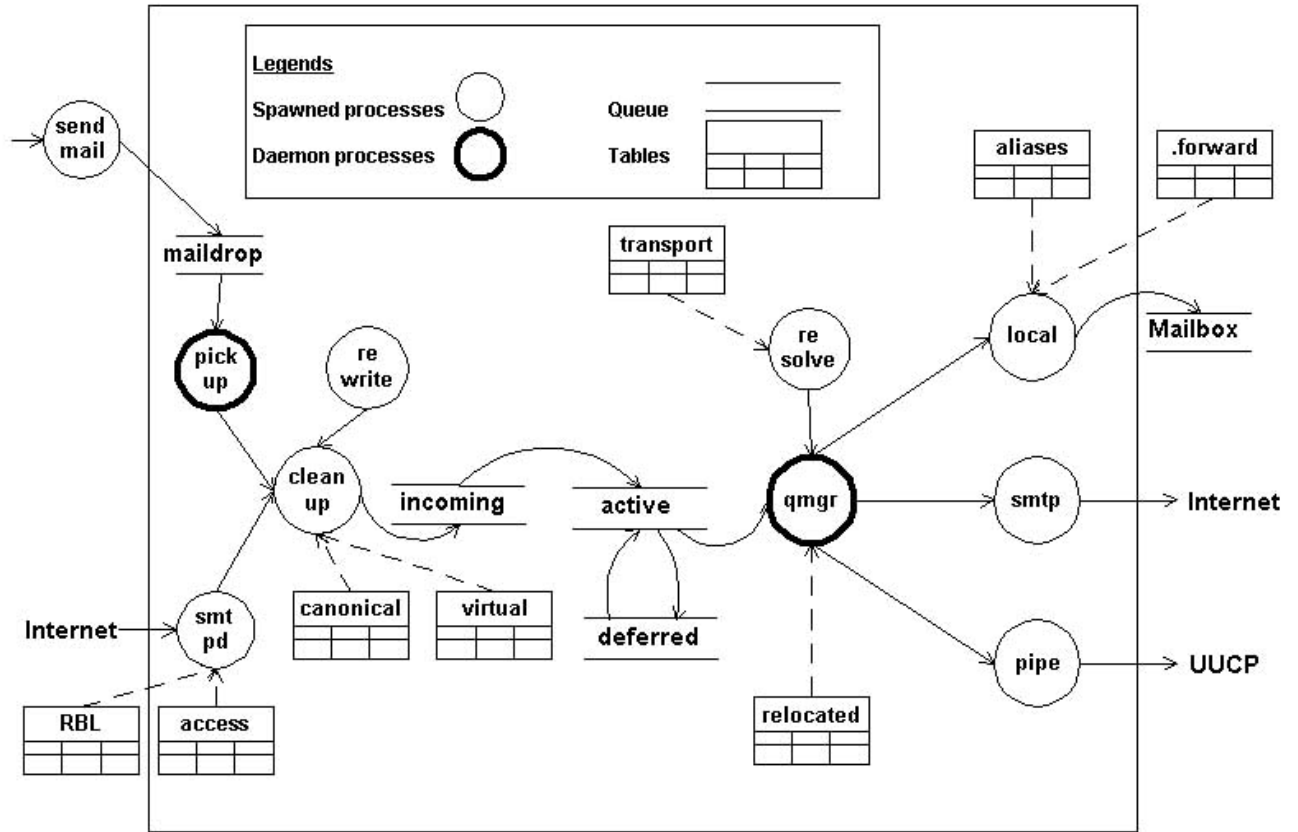 Legends
Spawned processes
Queue
Daemon processes
Tables
send
mail
aliases
.forward
maildrop
transport
pick
up
re
write
re
solve
local
Mailbox
clean
up
incoming
active
qmgr
smtp
Internet
canonical
virtual
Internet
smt
pd
deferred
pipe
UUCP
RBL
access
relocated